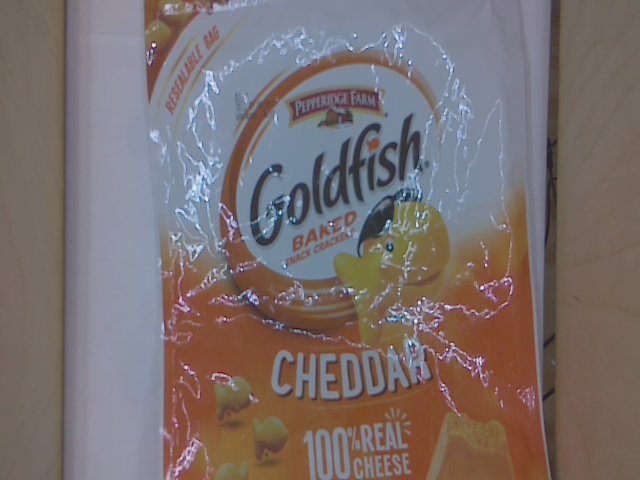 RESEALABLE BAG
PEPPERIDGE FARM
Goldfish
BAKED
SNACK CRACKERS
CHEDDAR
100% REAL
CHEESE